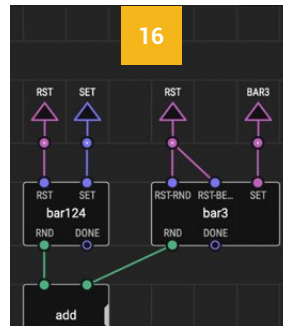 16
RST SET RST BAR3
RST SET RST-RND RST-BE... SET
bar124 bar3
RND DONE RND DONE
add